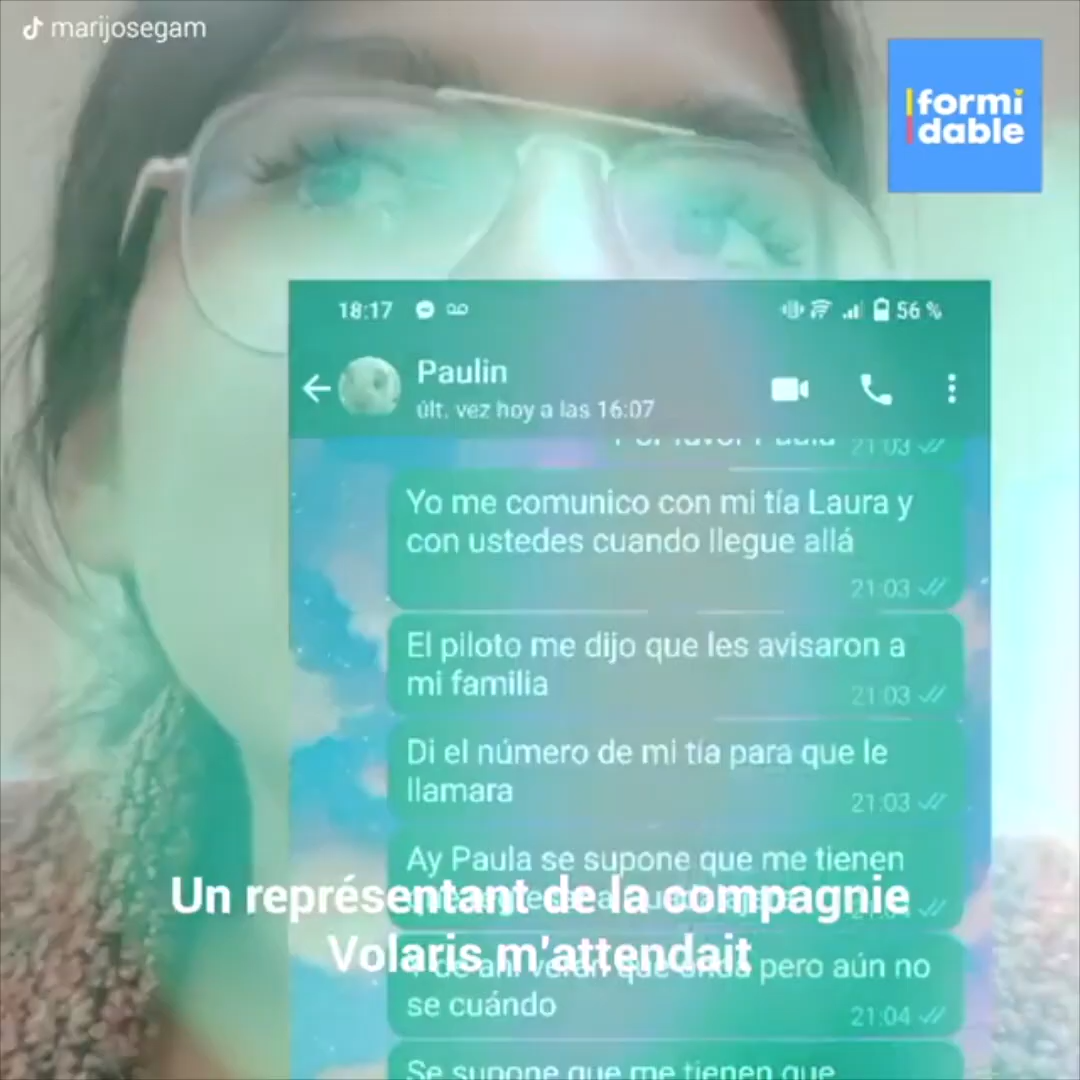 marijosegam
formi
dable
18:17
56 %
Paulin
últ. vez hoy a las 16:07
21:03
Yo me comunico con mi tía Laura y
con ustedes cuando llegue allá
21:03
El piloto me dijo que les avisaron a
mi familia
21:03
Di el número de mi tía para que le
llamara
21:03
Ay Paula se supone que me tienen
Un représentant de la compagnie
Volaris m'attendait
pero aún no
se cuándo
21:04
Se supone que me tienen que